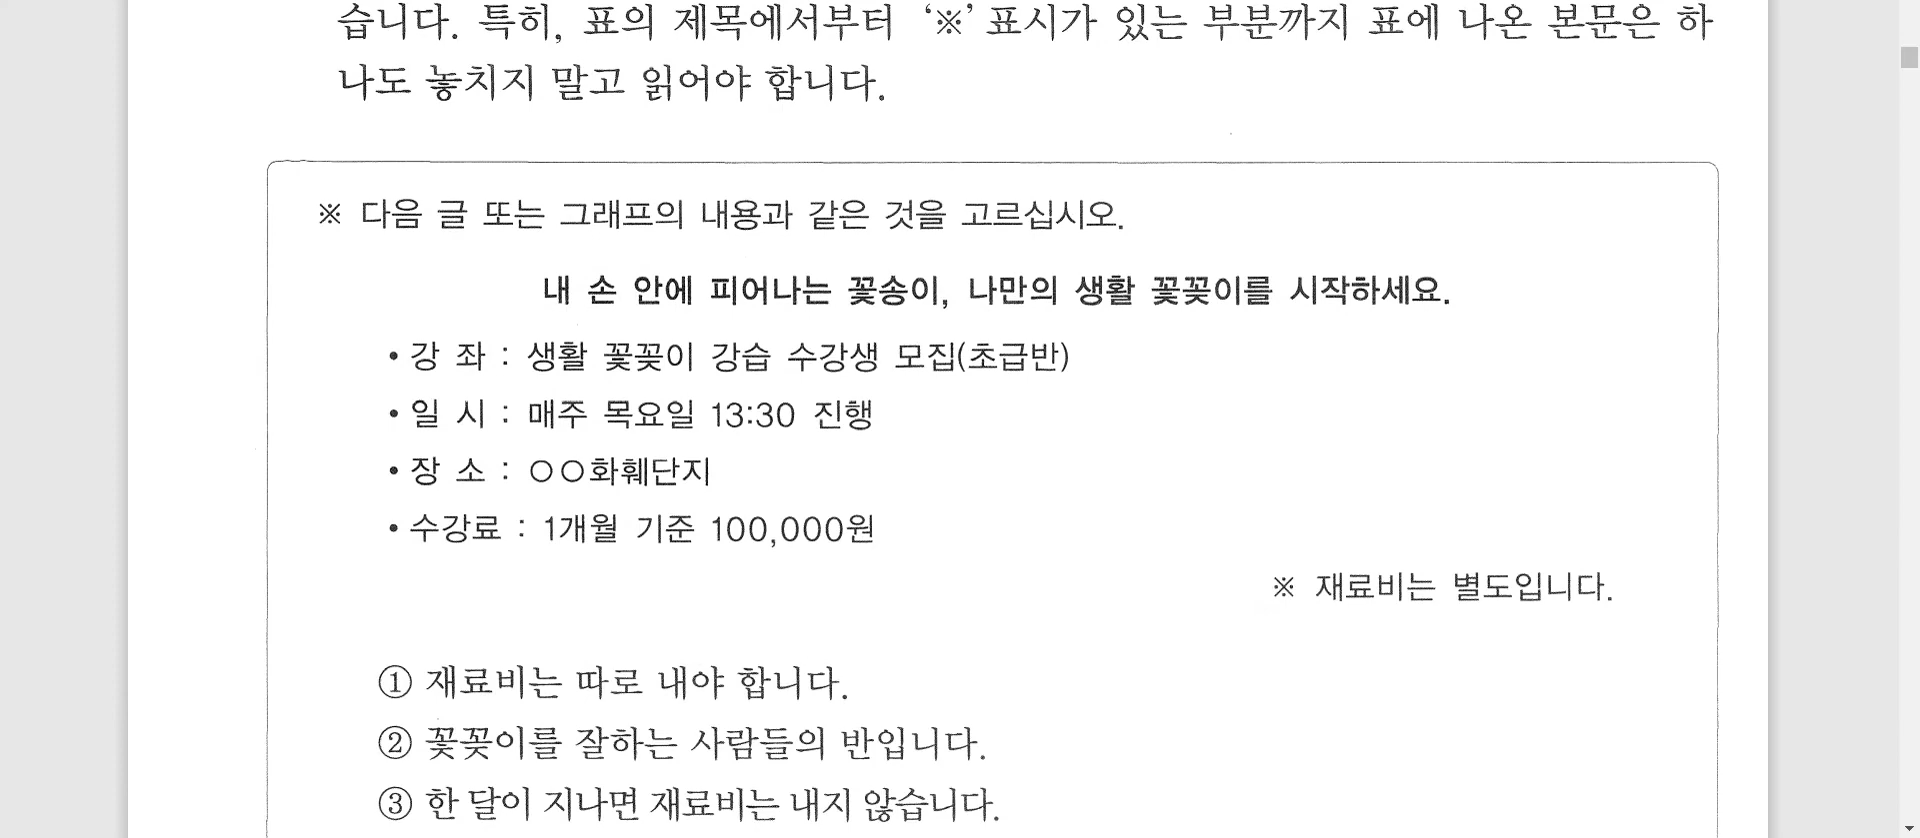 습니다. 특히, 표의 제목에서부터 ‘※’ 표시가 있는 부분까지 표에 나온 본문은 하
나도 놓치지 말고 읽어야 합니다.
※ 다음 글 또는 그래프의 내용과 같은 것을 고르십시오.
내 손 안에 피어나는 꽃송이, 나만의 생활 꽃꽂이를 시작하세요.
• 강 좌 : 생활 꽃꽂이 강습 수강생 모집(초급반)
• 일 시 : 매주 목요일 13:30 진행
• 장 소 : ○○화훼단지
• 수강료 : 1개월 기준 100,000원
※ 재료비는 별도입니다.
① 재료비는 따로 내야 합니다.
② 꽃꽂이를 잘하는 사람들의 반입니다.
③ 한 달이 지나면 재료비는 내지 않습니다.